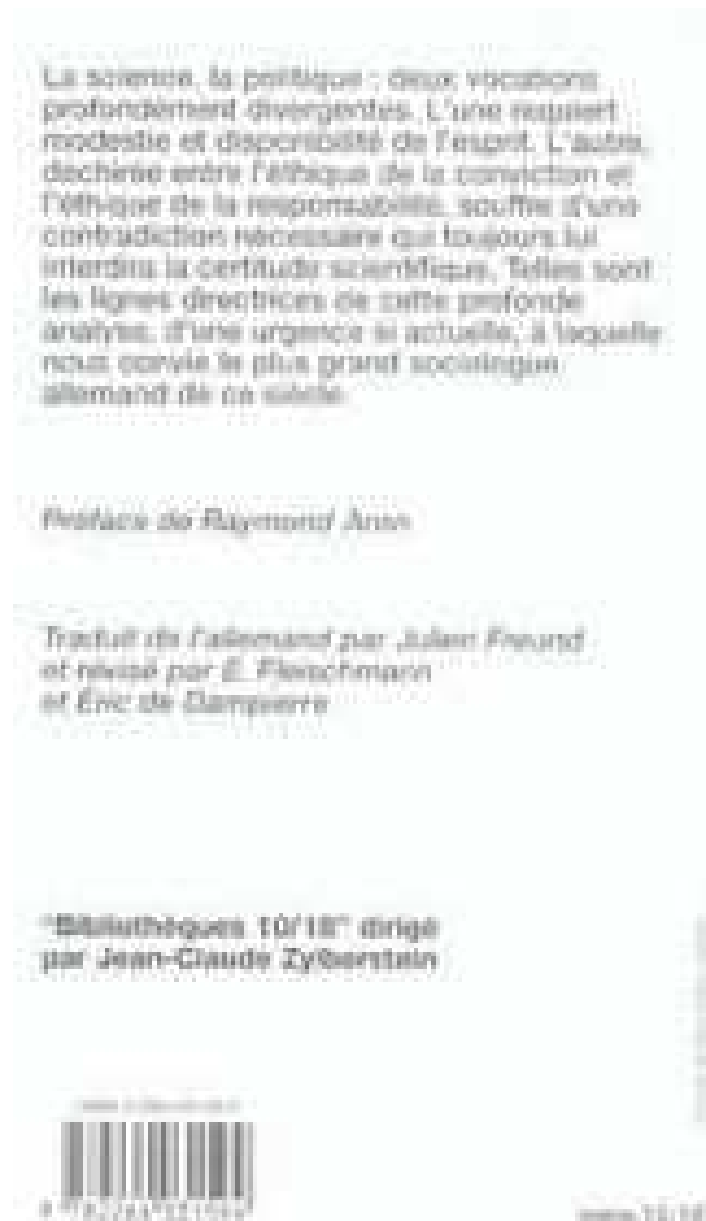 La science, la politique : deux vocations
profondément divergentes. L'une requiert
modestie et disponibilité de l'esprit. L'autre,
déchirée entre l'éthique de la conviction et
l'éthique de la responsabilité, souffre d'une
contradiction nécessaire qui toujours lui
interdira la certitude scientifique. Telles sont
les lignes directrices de cette profonde
analyse, d'une urgence si actuelle, à laquelle
nous convie le plus grand sociologue
allemand de ce siècle.
Préface de Raymond Aron
Traduit de l'allemand par Julien Freund
et révisé par E. Fleischmann
et Éric de Dampierre
"Bibliothèques 10/18" dirigé
par Jean-Claude Zylberstein